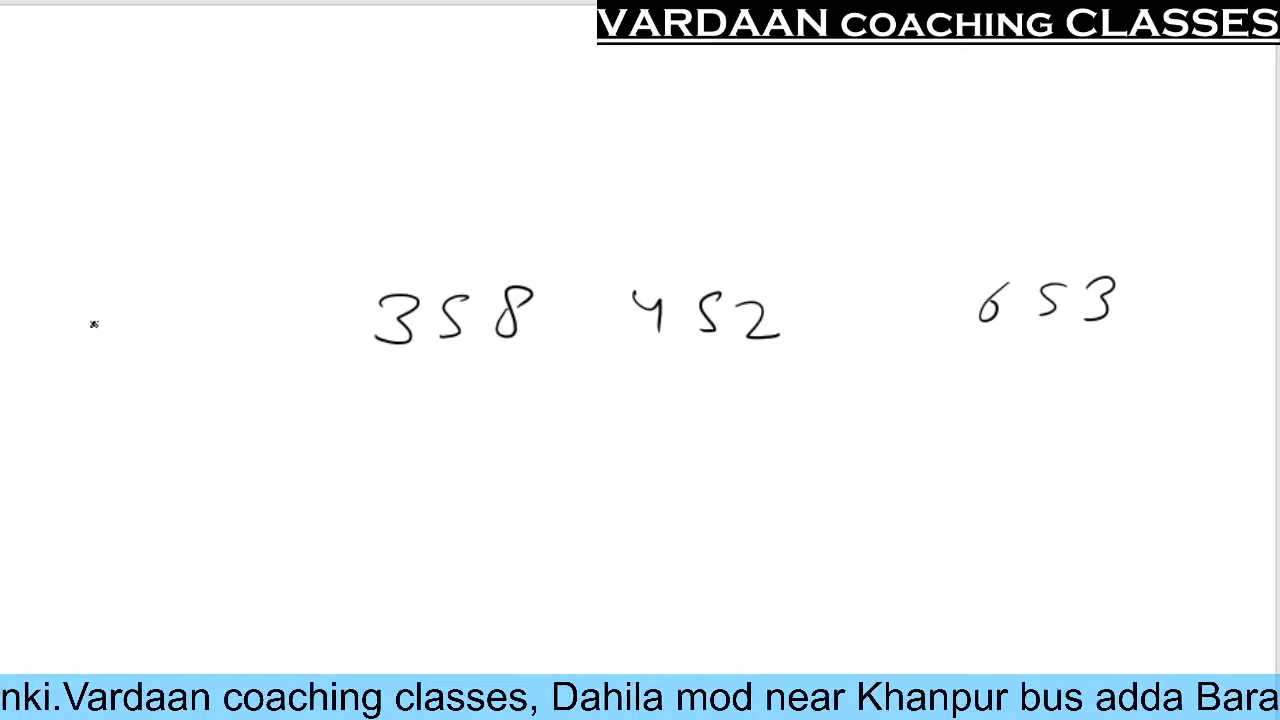 VARDAAN COACHING CLASSES
358 452 653
nki.Vardaan coaching classes, Dahila mod near Khanpur bus adda Bara